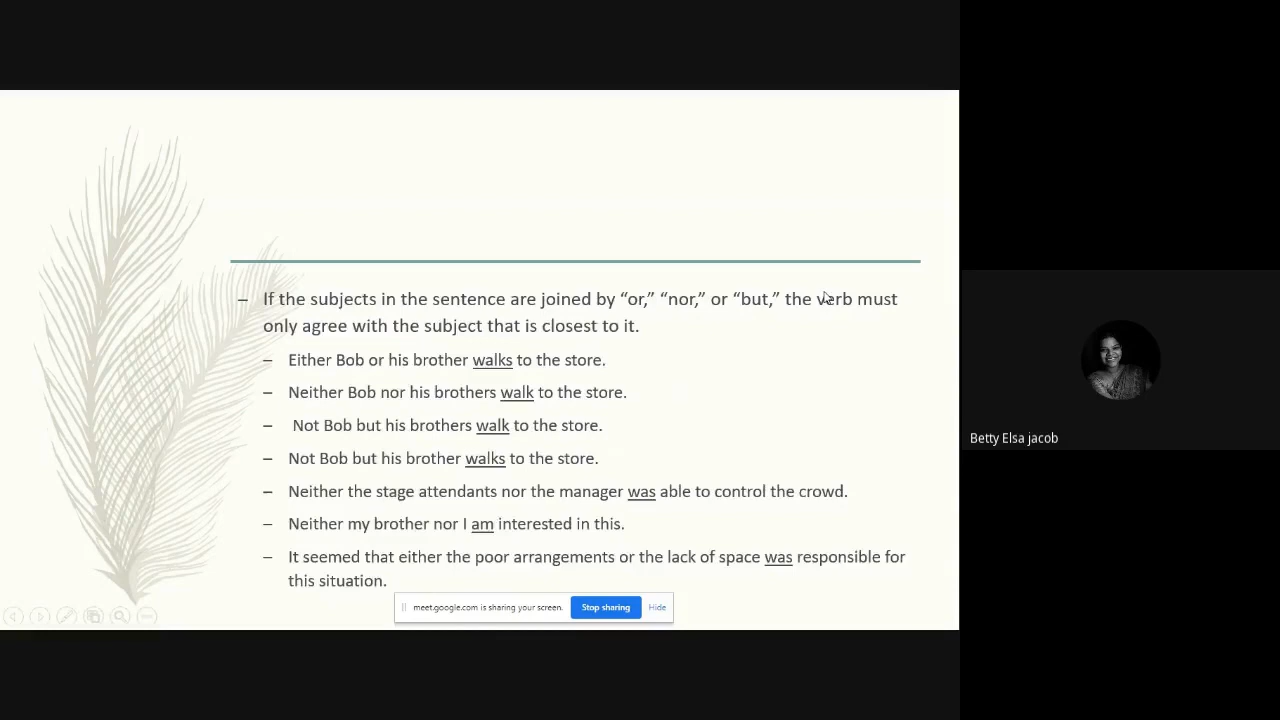 – If the subjects in the sentence are joined by “or,” “nor,” or “but,” the verb must
only agree with the subject that is closest to it.
– Either Bob or his brother walks to the store.
– Neither Bob nor his brothers walk to the store.
– Not Bob but his brothers walk to the store.
– Not Bob but his brother walks to the store.
– Neither the stage attendants nor the manager was able to control the crowd.
– Neither my brother nor I am interested in this.
– It seemed that either the poor arrangements or the lack of space was responsible for
this situation.
meet.google.com is sharing your screen. Stop sharing Hide
Betty Elsa jacob